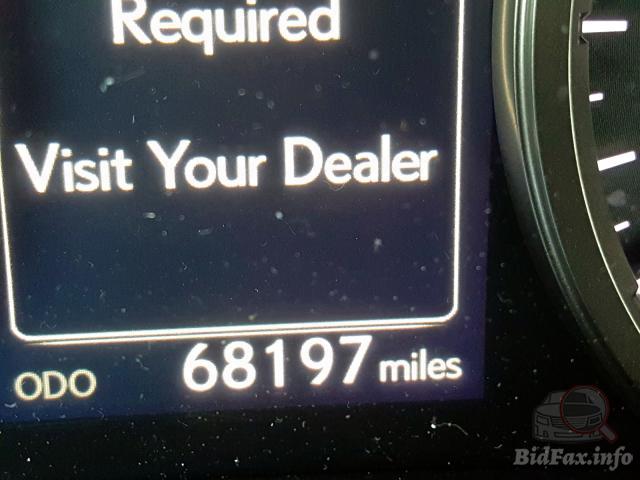 Required
Visit Your Dealer
ODO 68197 miles
BidFax.info